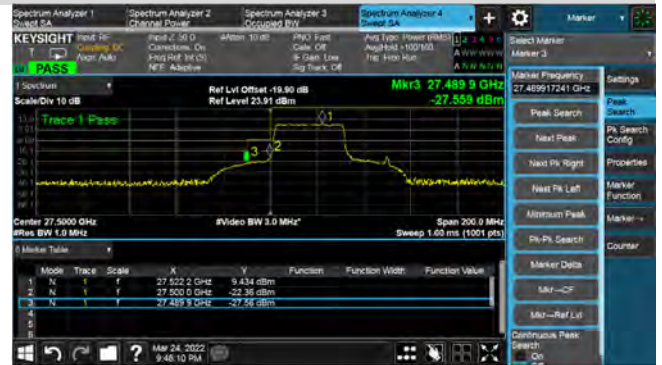 Spectrum Analyzer 1
Swept SA
Spectrum Analyzer 2
Channel Power
Spectrum Analyzer 3
Occupied BW
Spectrum Analyzer 4
Swept SA
+
Marker
KEYSIGHT
Input: RF
Coupling: DC
Align: Auto
Input Z: 50 Ω
Corrections: On
Freq Ref: Int (S)
NFE: Adaptive
#Atten: 10 dB
PNO: Fast
Gate: Off
IF Gain: Low
Sig Track: Off
Avg Type: Power (RMS)
Avg|Hold: >100/100
Trig: Free Run
PASS
Select Marker
Marker 3
1 Spectrum
Scale/Div 10 dB
Ref Lvl Offset -19.90 dB
Ref Level 23.91 dBm
Mkr3 27.489 9 GHz
-27.559 dBm
Trace 1 Pass
1
2
3
Center 27.5000 GHz
#Res BW 1.0 MHz
#Video BW 3.0 MHz*
Span 200.0 MHz
Sweep 1.00 ms (1001 pts)
Marker Table
Mode Trace Scale X Y Function Function Width Function Value
1 N 1 f 27.522 2 GHz 9.434 dBm
2 N 1 f 27.500 0 GHz -22.36 dBm
3 N 1 f 27.489 9 GHz -27.56 dBm
4
5
6
Mar 24, 2022
9:48:10 PM
Marker Frequency
27.489917241 GHz
Peak Search
Next Peak
Next Pk Right
Next Pk Left
Minimum Peak
Pk-Pk Search
Marker Delta
Mkr→CF
Mkr→Ref Lvl
Continuous Peak
Search
On
Settings
Peak
Search
Pk Search
Config
Properties
Marker
Function
Marker→
Counter